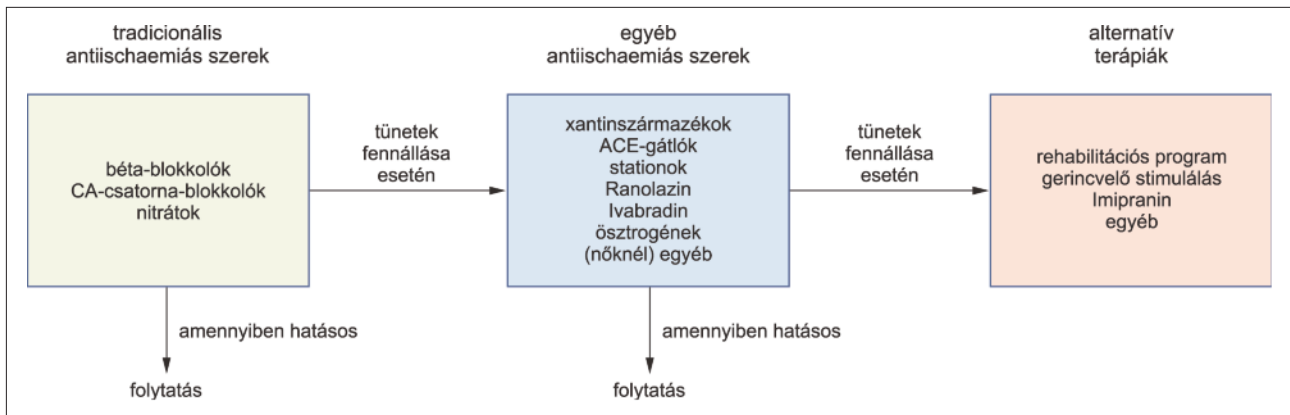 tradicionális
antiischaemiás szerek
béta-blokkolók
CA-csatorna-blokkolók
nitrátok
amennyiben hatásos
folytatás
tünetek
fennállása
esetén
egyéb
antiischaemiás szerek
xantinszármazékok
ACE-gátlók
stationok
Ranolazin
Ivabradin
ösztrogének
(nőknél) egyéb
amennyiben hatásos
folytatás
tünetek
fennállása
esetén
alternatív
terápiák
rehabilitációs program
gerincvelő stimulálás
Imipranin
egyéb